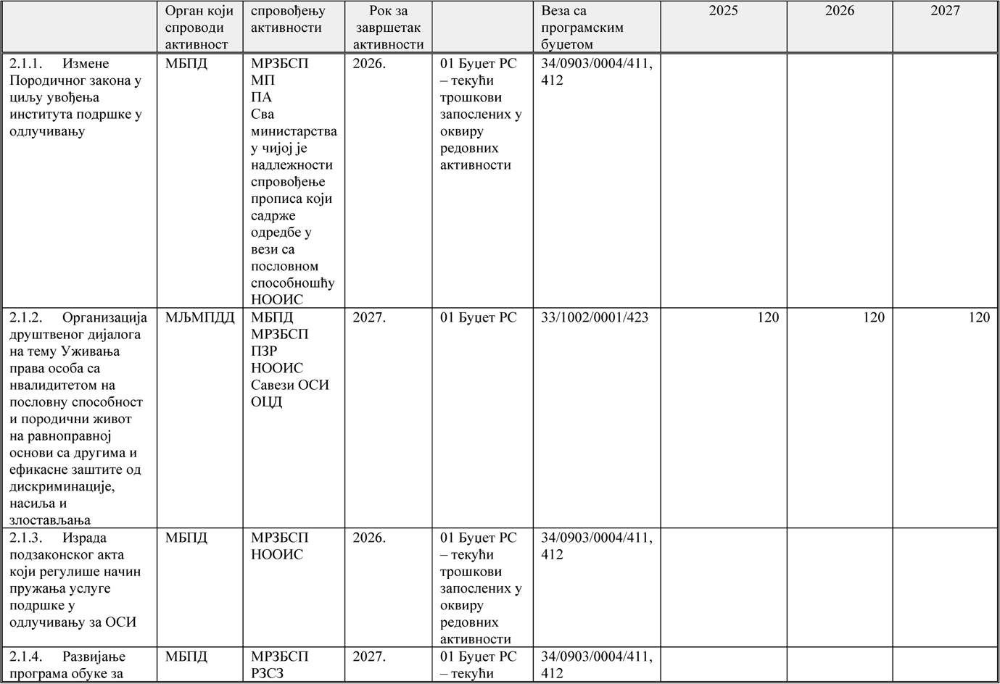 Орган који
спроводи
активност
спровођењу
активности
Рок за
завршетак
активности
Веза са
програмским
буџетом
2025
2026
2027
2.1.1. Измене
Породичног закона у
циљу увођења
института подршке у
одлучивању
МБПД
МРЗБСП
МП
ПА
Сва
министарства
у чијој је
надлежности
спровођење
прописа који
садрже
одредбе у
вези са
пословном
способношћу
НООИС
2026.
01 Буџет РС
– текући
трошкови
запослених у
оквиру
редовних
активности
34/0903/0004/411,
412
2.1.2. Организација
друштвеног дијалога
на тему Уживања
права особа са
нвалидитетом на
пословну способност
и породични живот
на равноправној
основи са другима и
ефикасне заштите од
дискриминације,
насиља и
злостављања
МЉМПДД
МБПД
МРЗБСП
ПЗР
НООИС
Савези ОСИ
ОЦД
2027.
01 Буџет РС
33/1002/0001/423
120
120
120
2.1.3. Израда
подзаконског акта
који регулише начин
пружања услуге
подршке у
одлучивању за ОСИ
МБПД
МРЗБСП
НООИС
2026.
01 Буџет РС
– текући
трошкови
запослених у
оквиру
редовних
активности
34/0903/0004/411,
412
2.1.4. Развијање
програма обуке за
МБПД
МРЗБСП
РЗСЗ
2027.
01 Буџет РС
– текући
34/0903/0004/411,
412